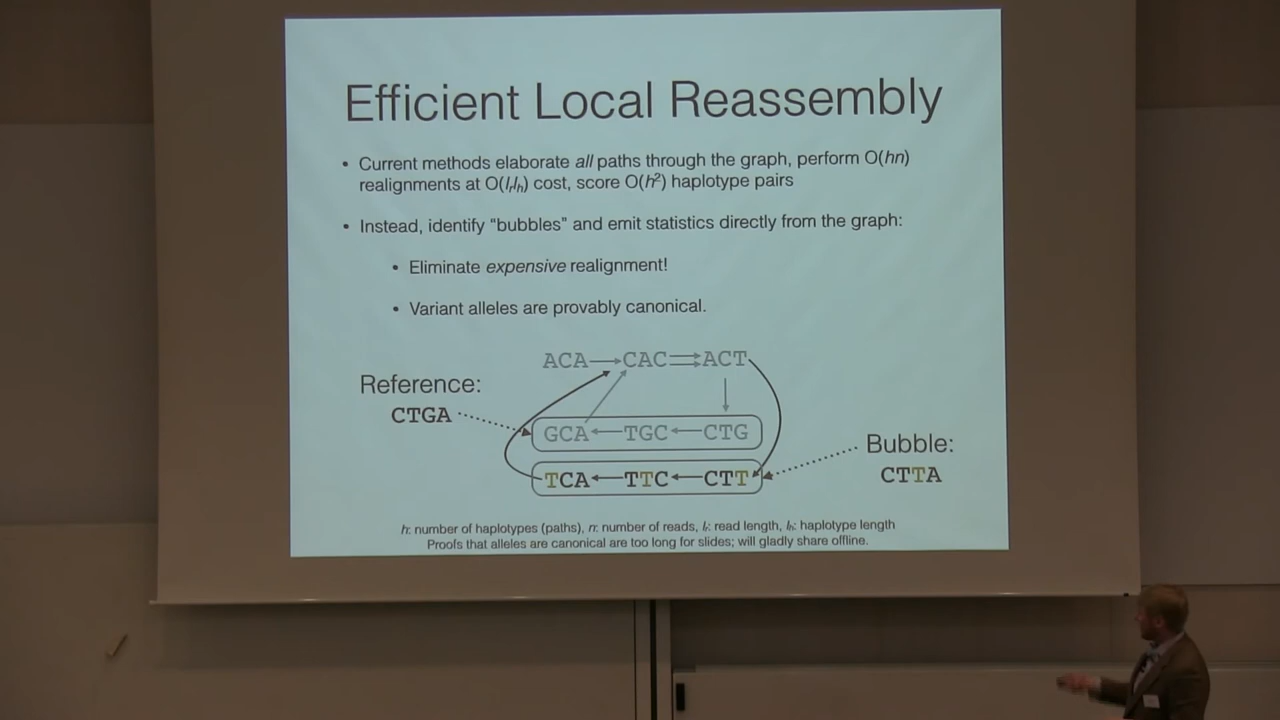 Efficient Local Reassembly
• Current methods elaborate all paths through the graph, perform O(hn)
realignments at O(lrlh) cost, score O(h²) haplotype pairs
• Instead, identify "bubbles" and emit statistics directly from the graph:
• Eliminate expensive realignment!
• Variant alleles are provably canonical.
ACA CAC ACT
Reference:
CTGA
GCA TGC CTG
Bubble:
CTTA
TCA TTC CTT
h: number of haplotypes (paths), n: number of reads, lr: read length, lh: haplotype length
Proofs that alleles are canonical are too long for slides; will gladly share offline.